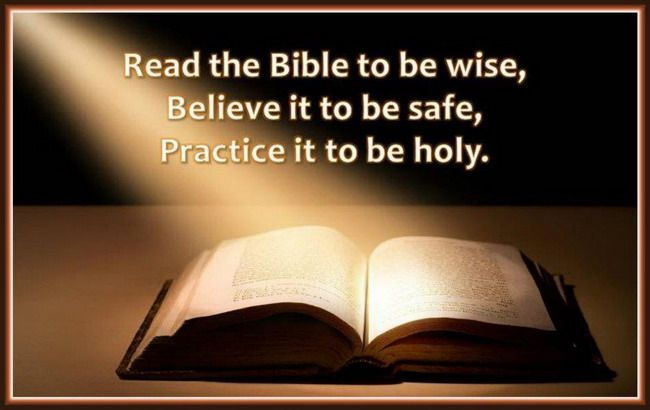 Read the Bible to be wise,
Believe it to be safe,
Practice it to be holy.